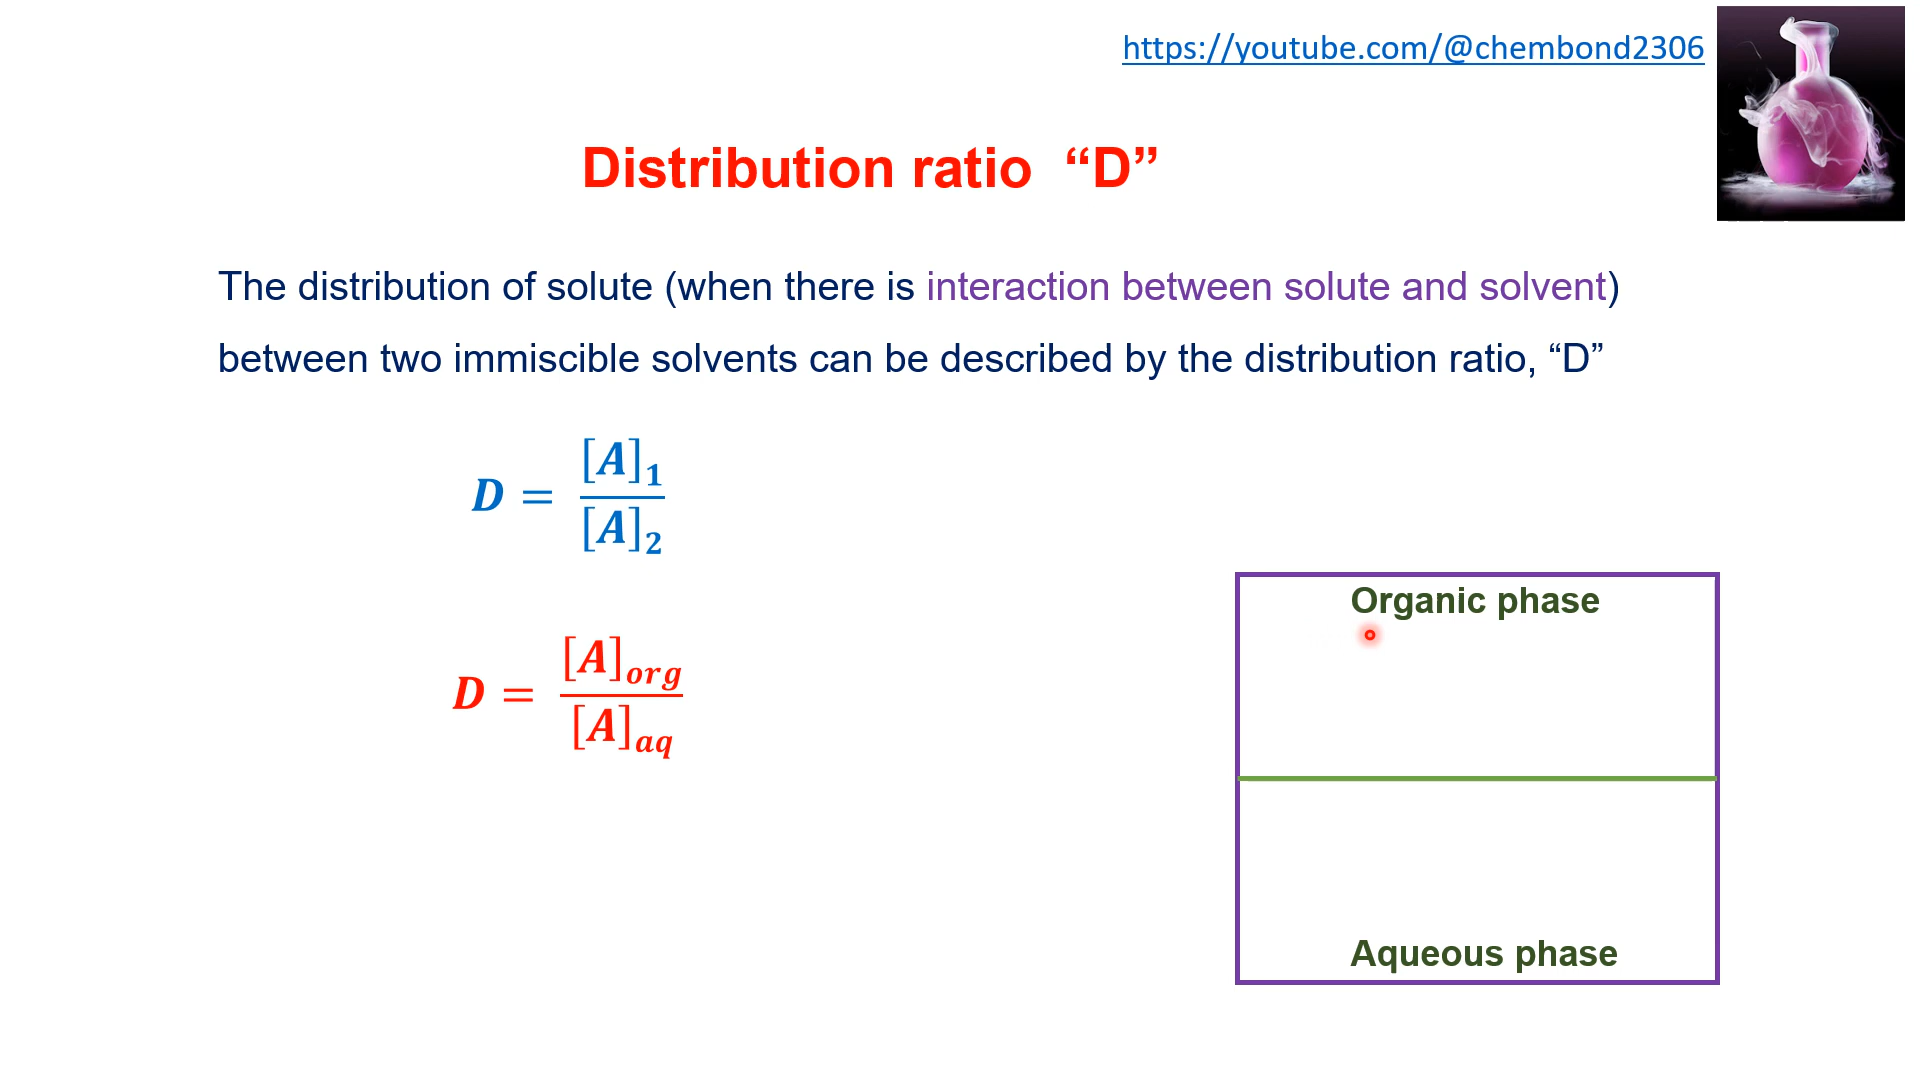 https://youtube.com/@chembond2306
Distribution ratio “D”
The distribution of solute (when there is interaction between solute and solvent)
between two immiscible solvents can be described by the distribution ratio, “D”
D = [A]₁ / [A]₂
D = [A]org / [A]aq
Organic phase
Aqueous phase